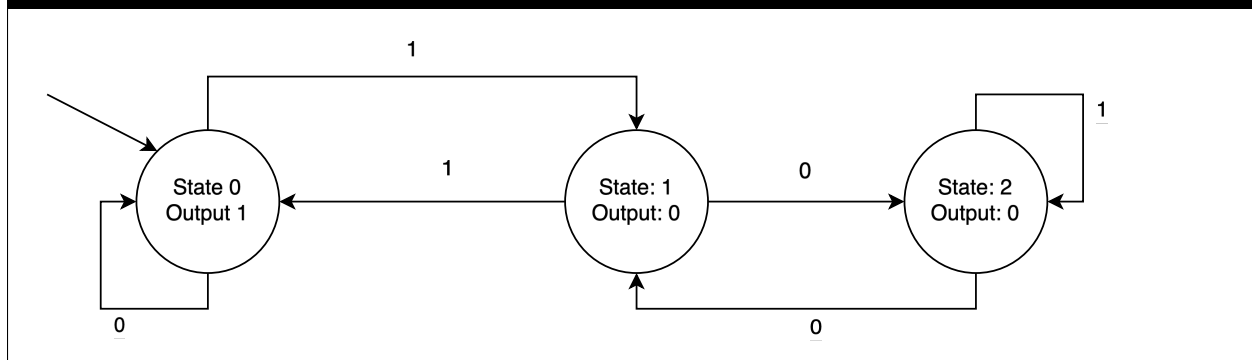 1
1
State 0
Output 1
1
State: 1
Output: 0
0
State: 2
Output: 0
0
0